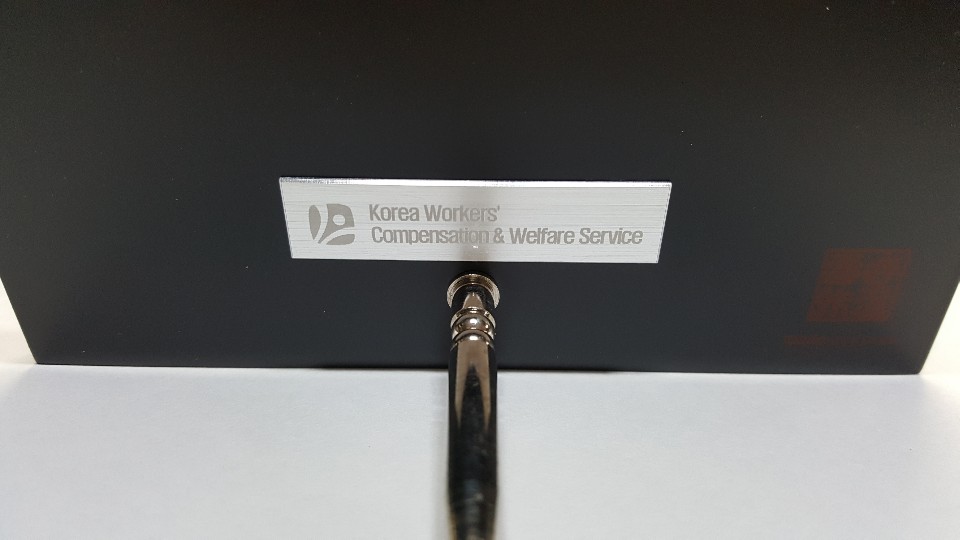 Korea Workers'
Compensation & Welfare Service